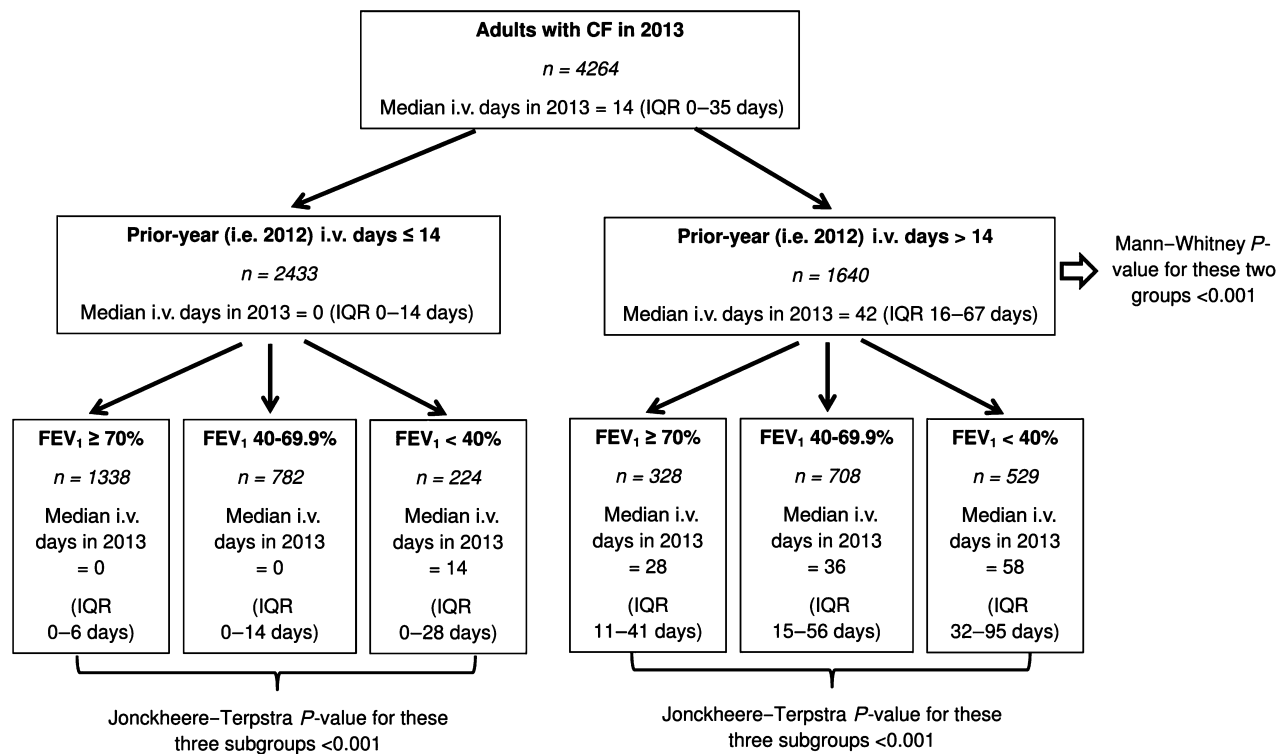 Adults with CF in 2013
n = 4264
Median i.v. days in 2013 = 14 (IQR 0–35 days)
Prior-year (i.e. 2012) i.v. days ≤ 14
n = 2433
Median i.v. days in 2013 = 0 (IQR 0–14 days)
Prior-year (i.e. 2012) i.v. days > 14
n = 1640
Median i.v. days in 2013 = 42 (IQR 16–67 days)
Mann–Whitney P-
value for these two
groups <0.001
FEV₁ ≥ 70%
n = 1338
Median i.v.
days in 2013
= 0
(IQR
0–6 days)
FEV₁ 40-69.9%
n = 782
Median i.v.
days in 2013
= 0
(IQR
0–14 days)
FEV₁ < 40%
n = 224
Median i.v.
days in 2013
= 14
(IQR
0–28 days)
FEV₁ ≥ 70%
n = 328
Median i.v.
days in 2013
= 28
(IQR
11–41 days)
FEV₁ 40-69.9%
n = 708
Median i.v.
days in 2013
= 36
(IQR
15–56 days)
FEV₁ < 40%
n = 529
Median i.v.
days in 2013
= 58
(IQR
32–95 days)
Jonckheere–Terpstra P-value for these
three subgroups <0.001
Jonckheere–Terpstra P-value for these
three subgroups <0.001